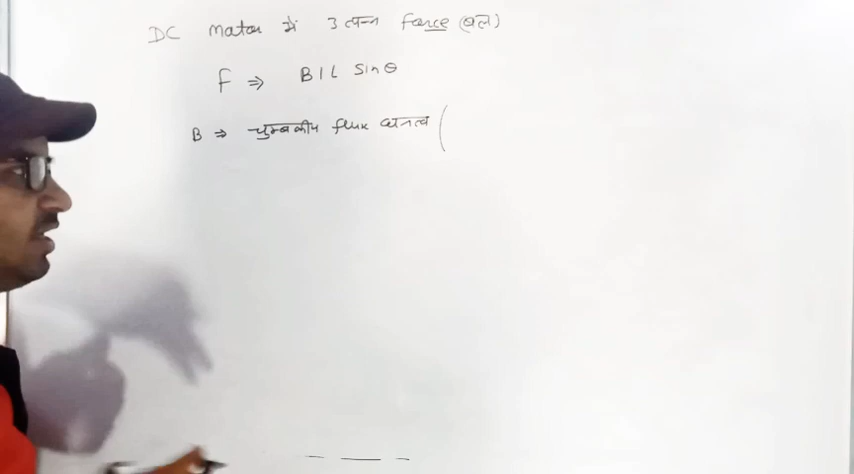 DC motor में उत्पन्न force (बल)
F ⇒ BIL Sinθ
B ⇒ चुम्बकीय flux घनत्व (